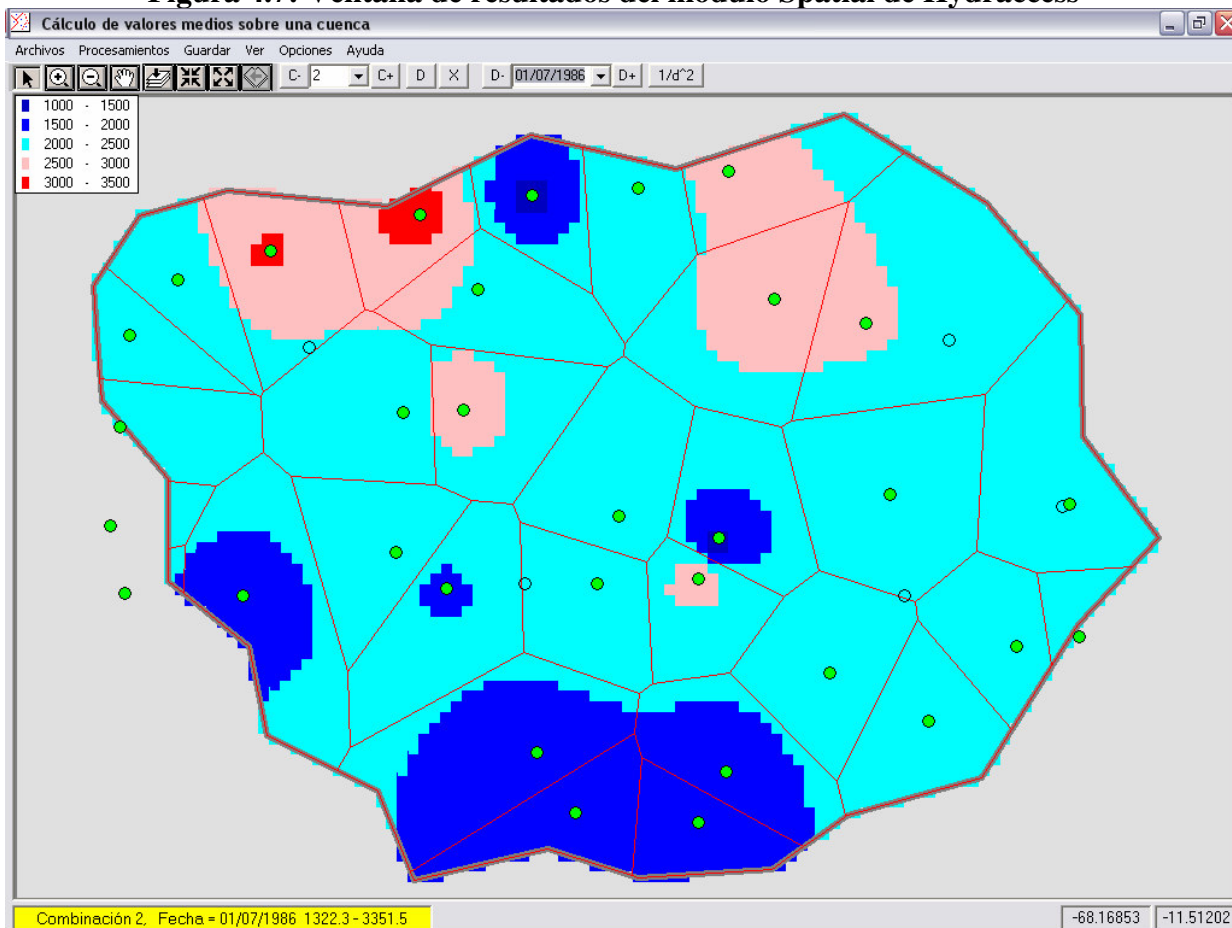 Figura 4.7: Ventana de resultados del módulo Spatial de Hydraccess
Cálculo de valores medios sobre una cuenca
Archivos Procesamientos Guardar Ver Opciones Ayuda
C- 2 C+ D X D- 01/07/1986 D+ 1/d^2
1000 - 1500
1500 - 2000
2000 - 2500
2500 - 3000
3000 - 3500
Combinación 2, Fecha = 01/07/1986 1322.3 - 3351.5
-68.16853 -11.51202